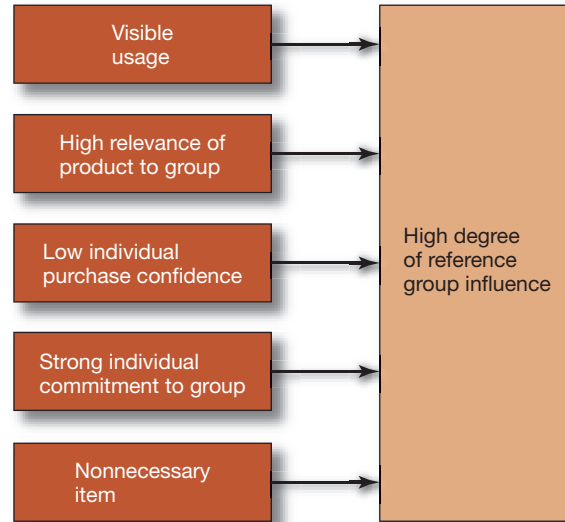 Visible
usage
High relevance of
product to group
Low individual
purchase confidence
High degree
of reference
group influence
Strong individual
commitment to group
Nonnecessary
item